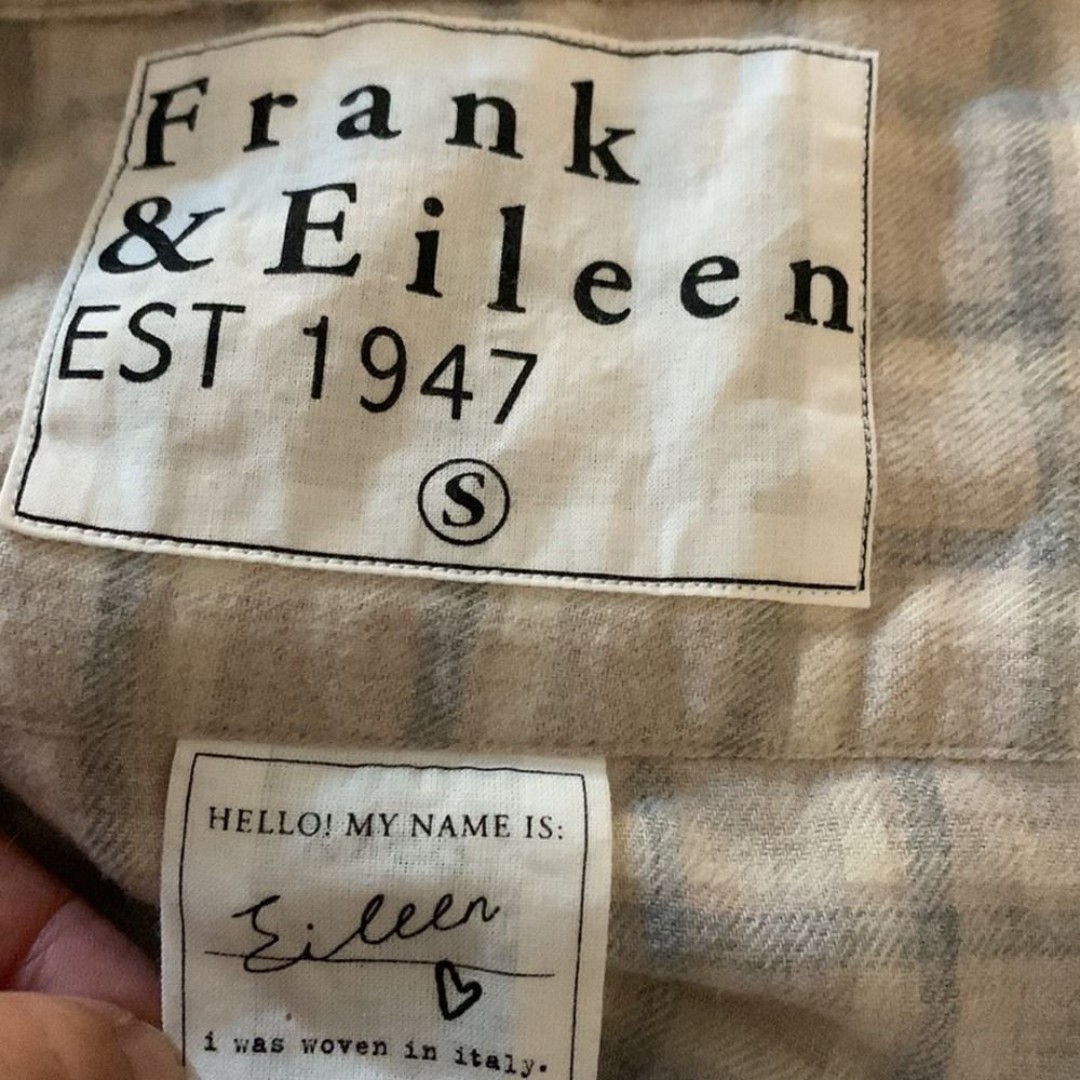 Frank
& Eileen
EST 1947
S
HELLO! MY NAME IS:
Eileen
i was woven in italy.